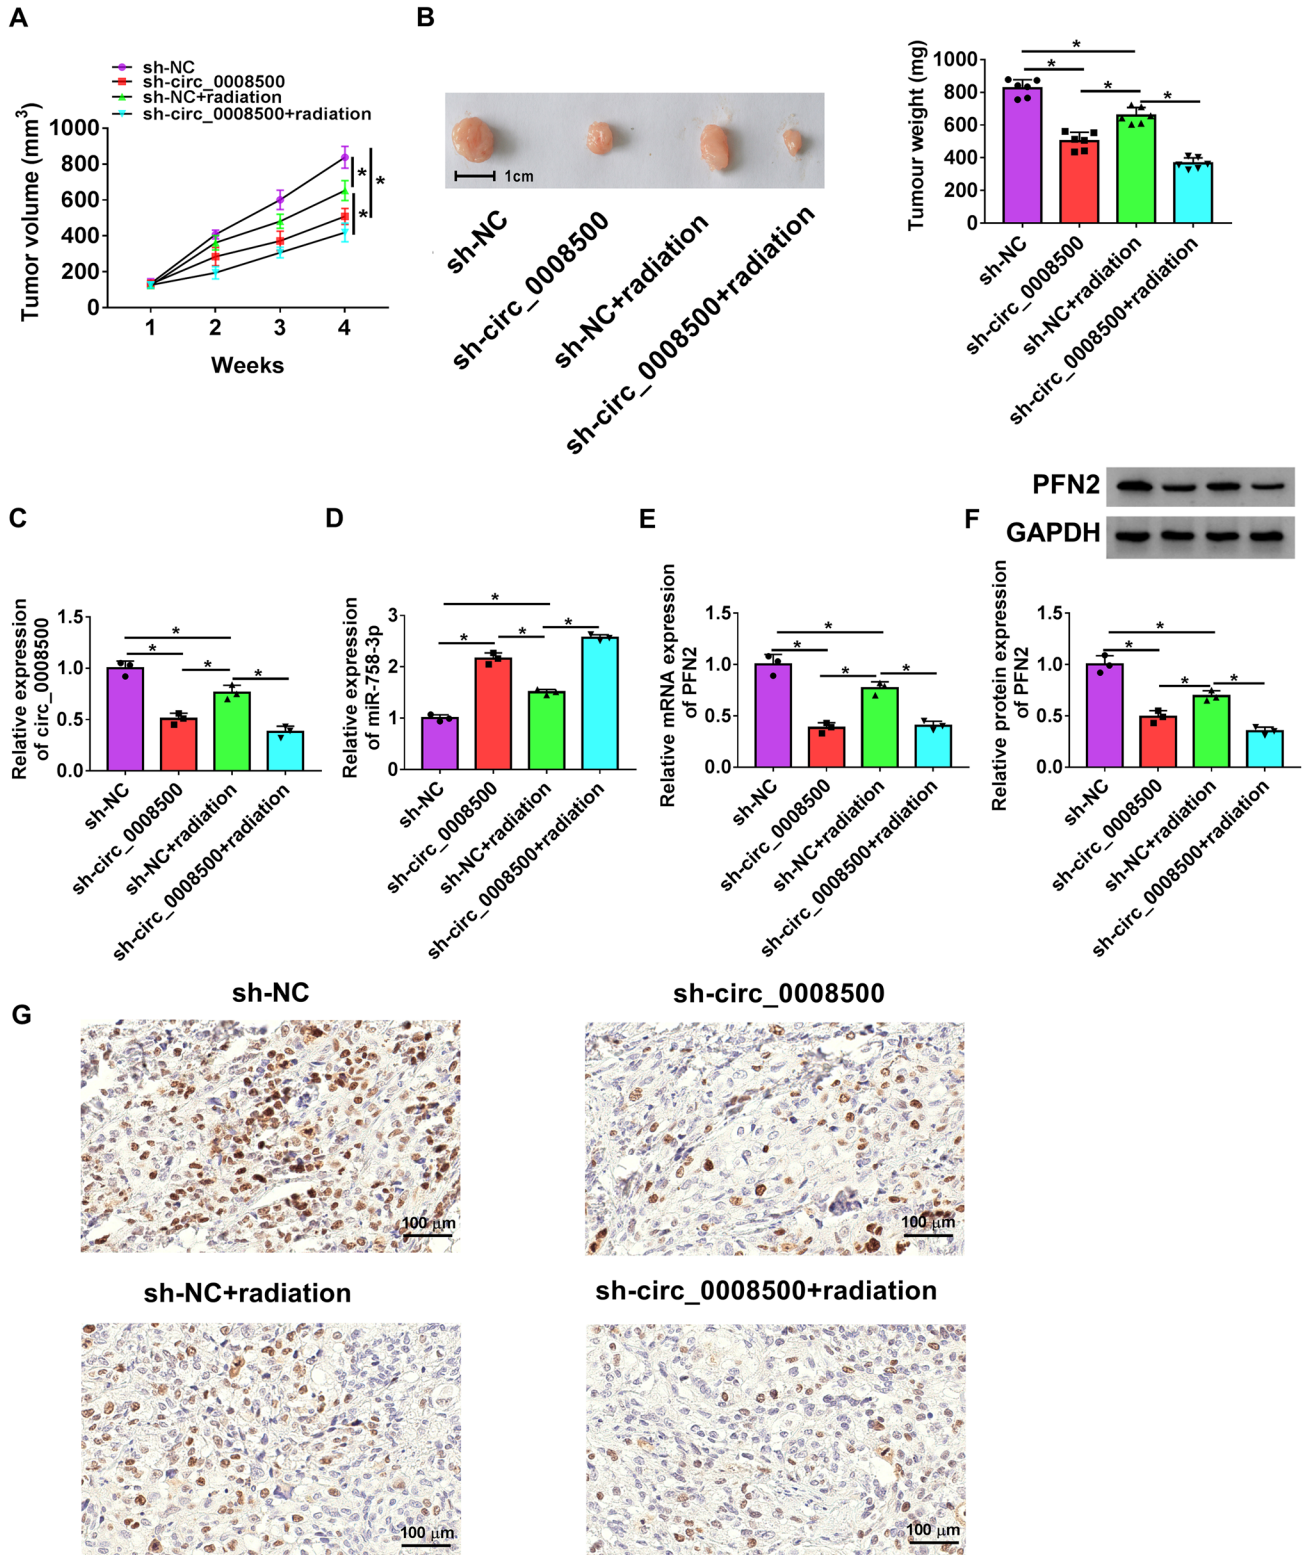 A
sh-NC
sh-circ_0008500
sh-NC+radiation
sh-circ_0008500+radiation
Tumor volume (mm3)
1000
800
600
400
200
0
*
*
*
1 2 3 4
Weeks
B
1cm
sh-NC
sh-circ_0008500
sh-NC+radiation
sh-circ_0008500+radiation
Tumour weight (mg)
1000
800
600
400
200
0
*
*
*
*
sh-NC
sh-circ_0008500
sh-NC+radiation
sh-circ_0008500+radiation
C
Relative expression
of circ_0008500
1.5
1.0
0.5
0.0
*
*
*
*
sh-NC
sh-circ_0008500
sh-NC+radiation
sh-circ_0008500+radiation
D
Relative expression
of miR-758-3p
3
2
1
0
*
*
*
*
sh-NC
sh-circ_0008500
sh-NC+radiation
sh-circ_0008500+radiation
E
Relative mRNA expression
of PFN2
1.5
1.0
0.5
0.0
*
*
*
*
sh-NC
sh-circ_0008500
sh-NC+radiation
sh-circ_0008500+radiation
F
PFN2
GAPDH
Relative protein expression
of PFN2
1.5
1.0
0.5
0.0
*
*
*
*
sh-NC
sh-circ_0008500
sh-NC+radiation
sh-circ_0008500+radiation
G
sh-NC
100 μm
sh-circ_0008500
100 μm
sh-NC+radiation
100 μm
sh-circ_0008500+radiation
100 μm